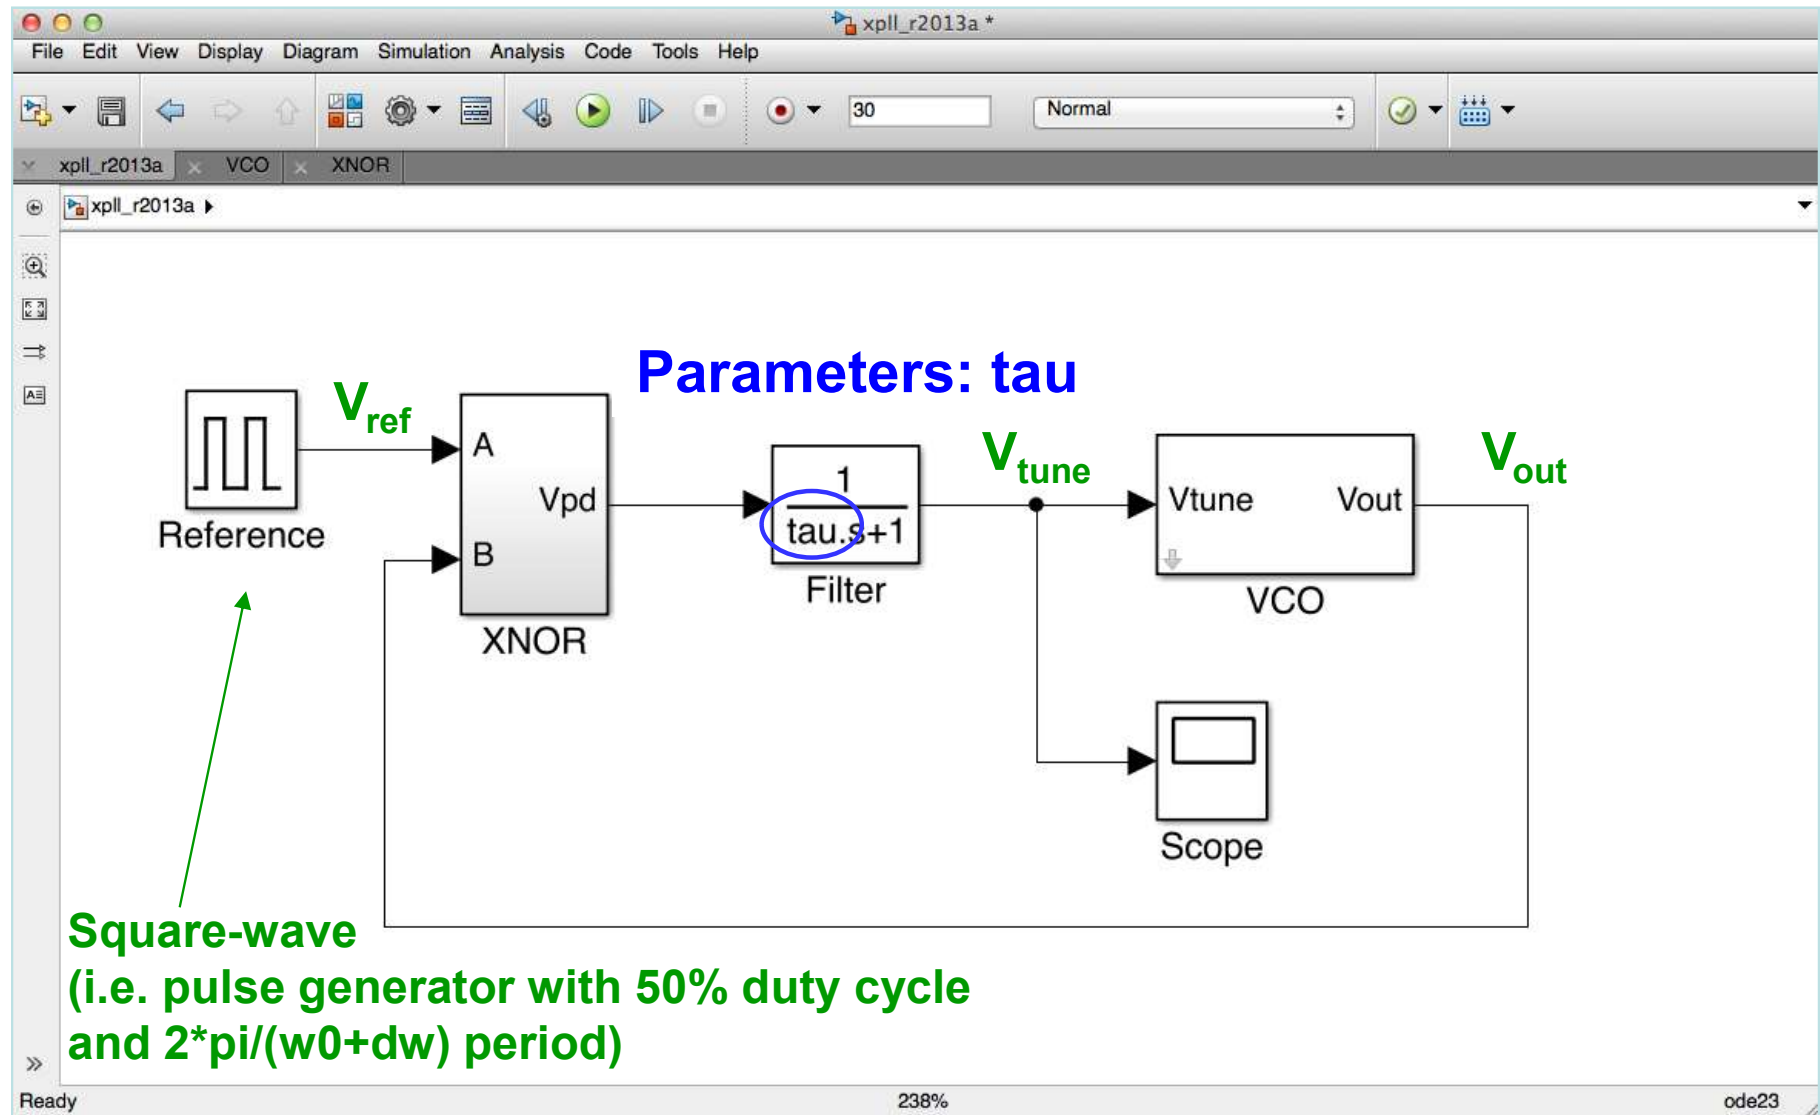 xpll_r2013a *
File Edit View Display Diagram Simulation Analysis Code Tools Help
30 Normal
xpll_r2013a VCO XNOR
xpll_r2013a
Parameters: tau
Vref
A
Vpd
B
XNOR
Reference
1
tau.s+1
Filter
Vtune
Vtune Vout
VCO
Vout
Scope
Square-wave
(i.e. pulse generator with 50% duty cycle
and 2*pi/(w0+dw) period)
Ready 238% ode23